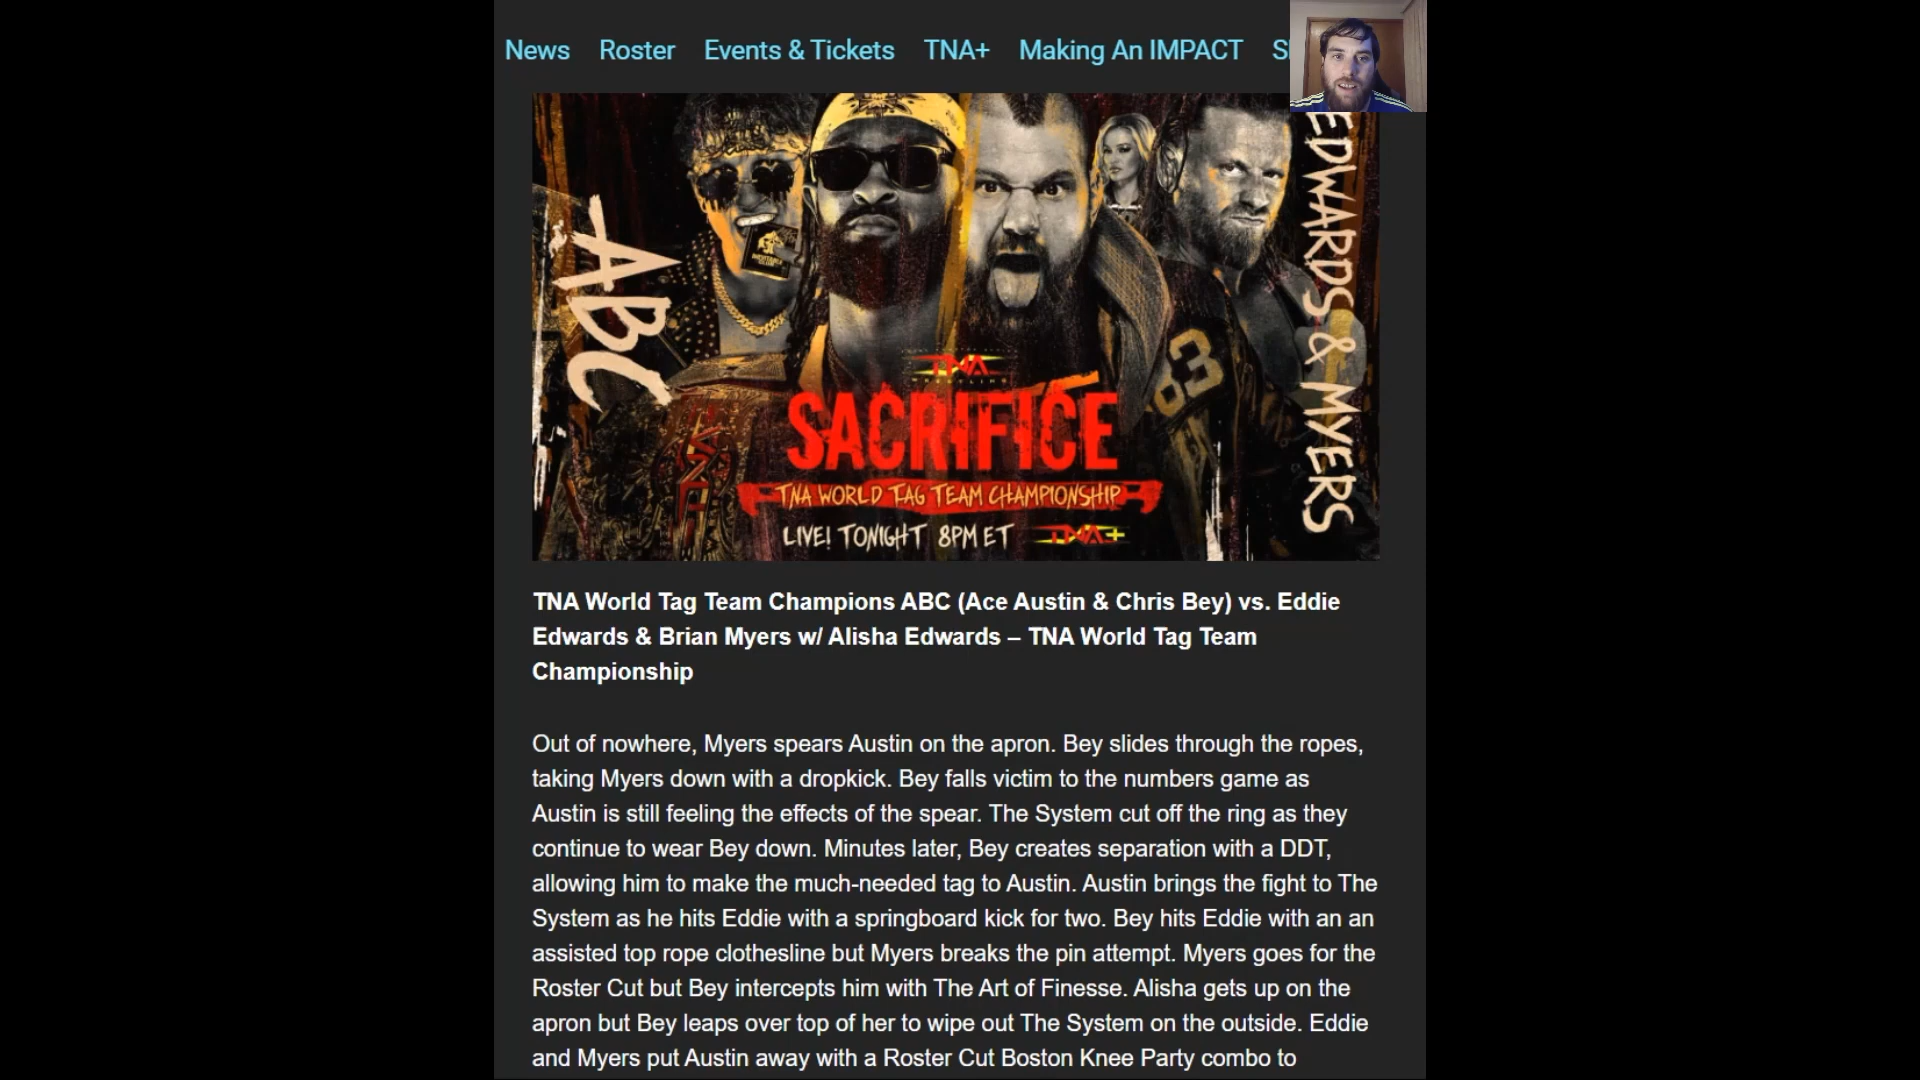 News Roster Events & Tickets TNA+ Making An IMPACT
ABC
EDWARDS & MYERS
83
TNA
WRESTLING
SACRIFICE
TNA WORLD TAG TEAM CHAMPIONSHIP
LIVE! TONIGHT 8PM ET TNA+
TNA World Tag Team Champions ABC (Ace Austin & Chris Bey) vs. Eddie
Edwards & Brian Myers w/ Alisha Edwards – TNA World Tag Team
Championship
Out of nowhere, Myers spears Austin on the apron. Bey slides through the ropes,
taking Myers down with a dropkick. Bey falls victim to the numbers game as
Austin is still feeling the effects of the spear. The System cut off the ring as they
continue to wear Bey down. Minutes later, Bey creates separation with a DDT,
allowing him to make the much-needed tag to Austin. Austin brings the fight to The
System as he hits Eddie with a springboard kick for two. Bey hits Eddie with an an
assisted top rope clothesline but Myers breaks the pin attempt. Myers goes for the
Roster Cut but Bey intercepts him with The Art of Finesse. Alisha gets up on the
apron but Bey leaps over top of her to wipe out The System on the outside. Eddie
and Myers put Austin away with a Roster Cut Boston Knee Party combo to